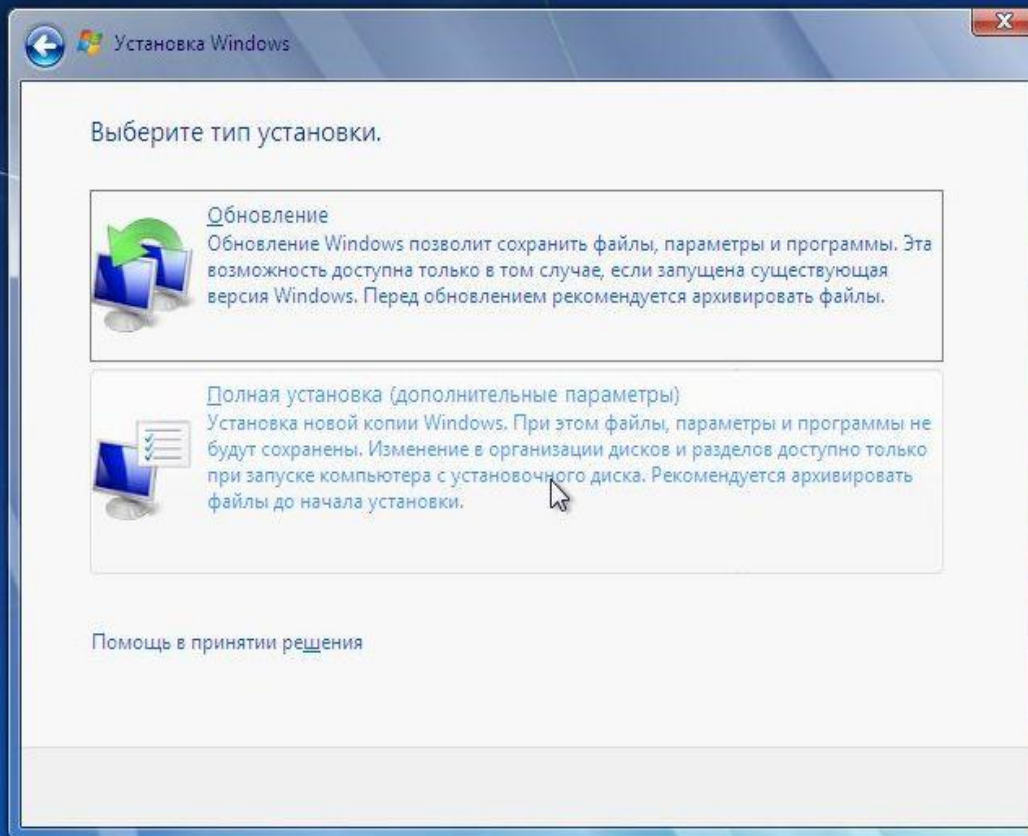 Установка Windows
Выберите тип установки.
Обновление
Обновление Windows позволит сохранить файлы, параметры и программы. Эта
возможность доступна только в том случае, если запущена существующая
версия Windows. Перед обновлением рекомендуется архивировать файлы.
Полная установка (дополнительные параметры)
Установка новой копии Windows. При этом файлы, параметры и программы не
будут сохранены. Изменение в организации дисков и разделов доступно только
при запуске компьютера с установочного диска. Рекомендуется архивировать
файлы до начала установки.
Помощь в принятии решения